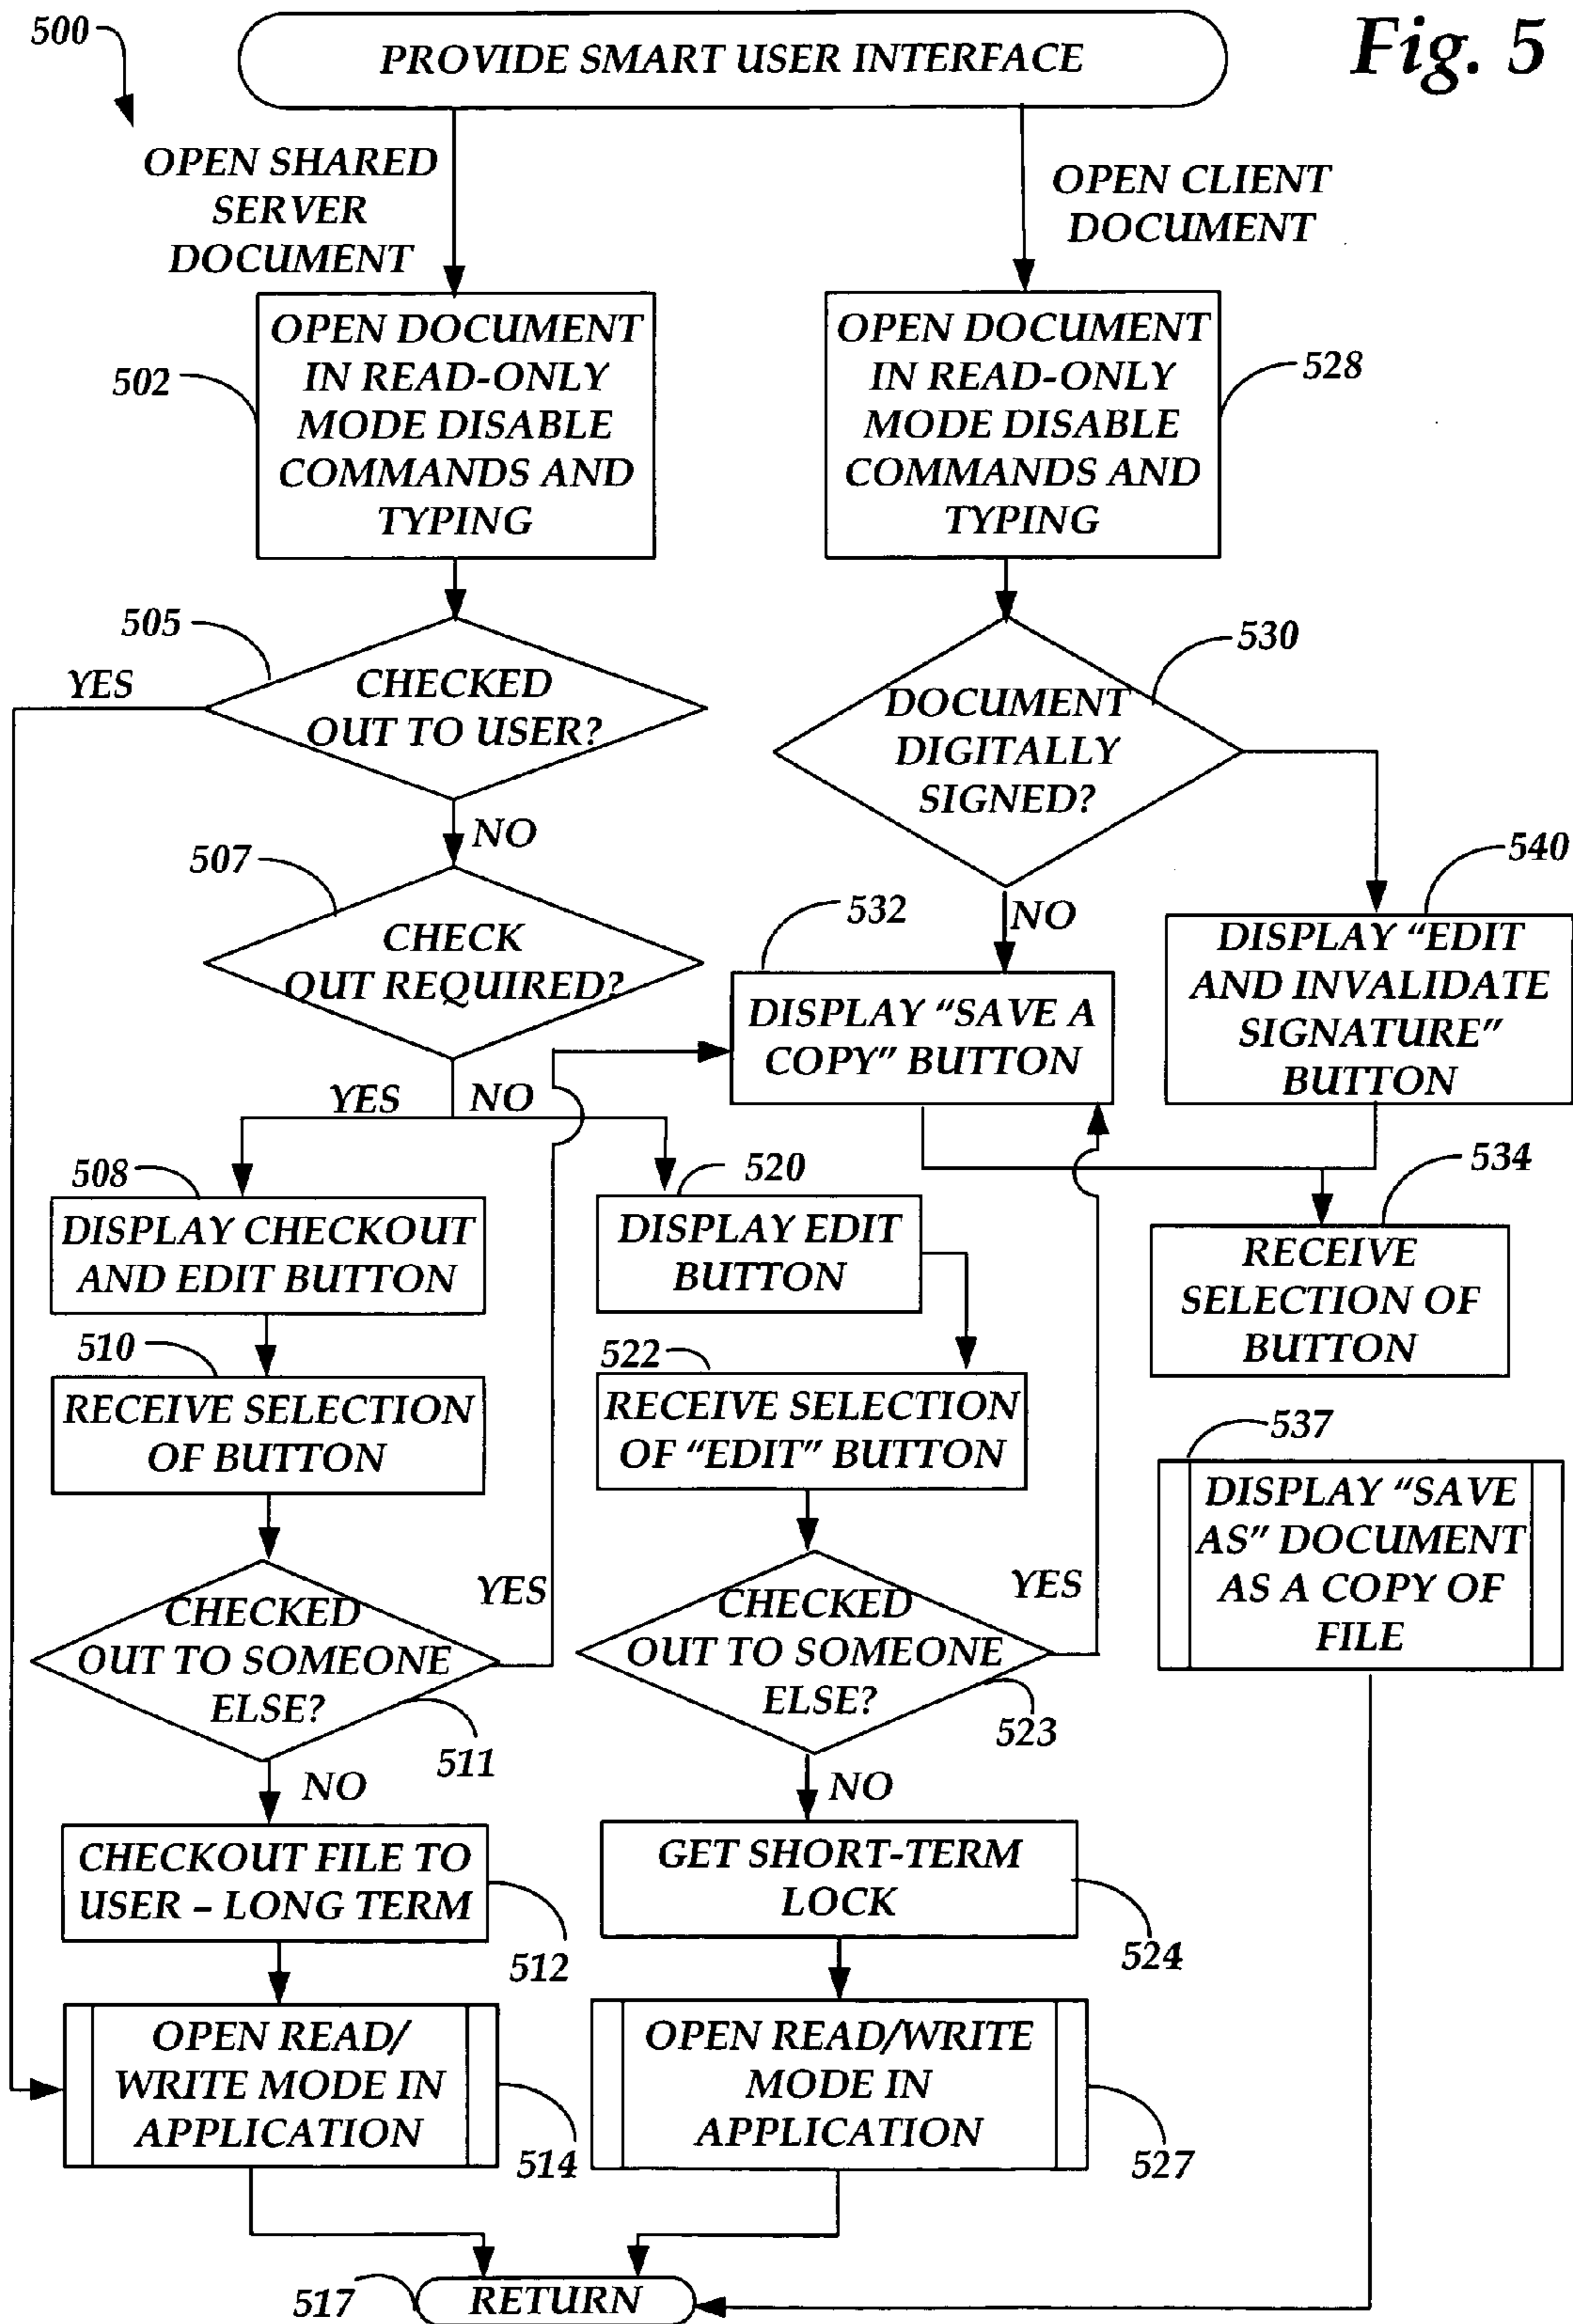 500
PROVIDE SMART USER INTERFACE
Fig. 5
OPEN SHARED
SERVER
DOCUMENT
OPEN CLIENT
DOCUMENT
502
OPEN DOCUMENT
IN READ-ONLY
MODE DISABLE
COMMANDS AND
TYPING
OPEN DOCUMENT
IN READ-ONLY
MODE DISABLE
COMMANDS AND
TYPING
528
505
YES
CHECKED
OUT TO USER?
530
DOCUMENT
DIGITALLY
SIGNED?
NO
507
CHECK
OUT REQUIRED?
532
NO
540
DISPLAY “SAVE A
COPY” BUTTON
DISPLAY “EDIT
AND INVALIDATE
SIGNATURE”
BUTTON
YES
NO
508
DISPLAY CHECKOUT
AND EDIT BUTTON
520
DISPLAY EDIT
BUTTON
534
RECEIVE
SELECTION OF
BUTTON
510
RECEIVE SELECTION
OF BUTTON
522
RECEIVE SELECTION
OF “EDIT” BUTTON
537
DISPLAY “SAVE
AS” DOCUMENT
AS A COPY OF
FILE
CHECKED
OUT TO SOMEONE
ELSE?
YES
511
NO
CHECKED
OUT TO SOMEONE
ELSE?
YES
523
NO
CHECKOUT FILE TO
USER – LONG TERM
512
GET SHORT-TERM
LOCK
524
OPEN READ/
WRITE MODE IN
APPLICATION
514
OPEN READ/WRITE
MODE IN
APPLICATION
527
517
RETURN